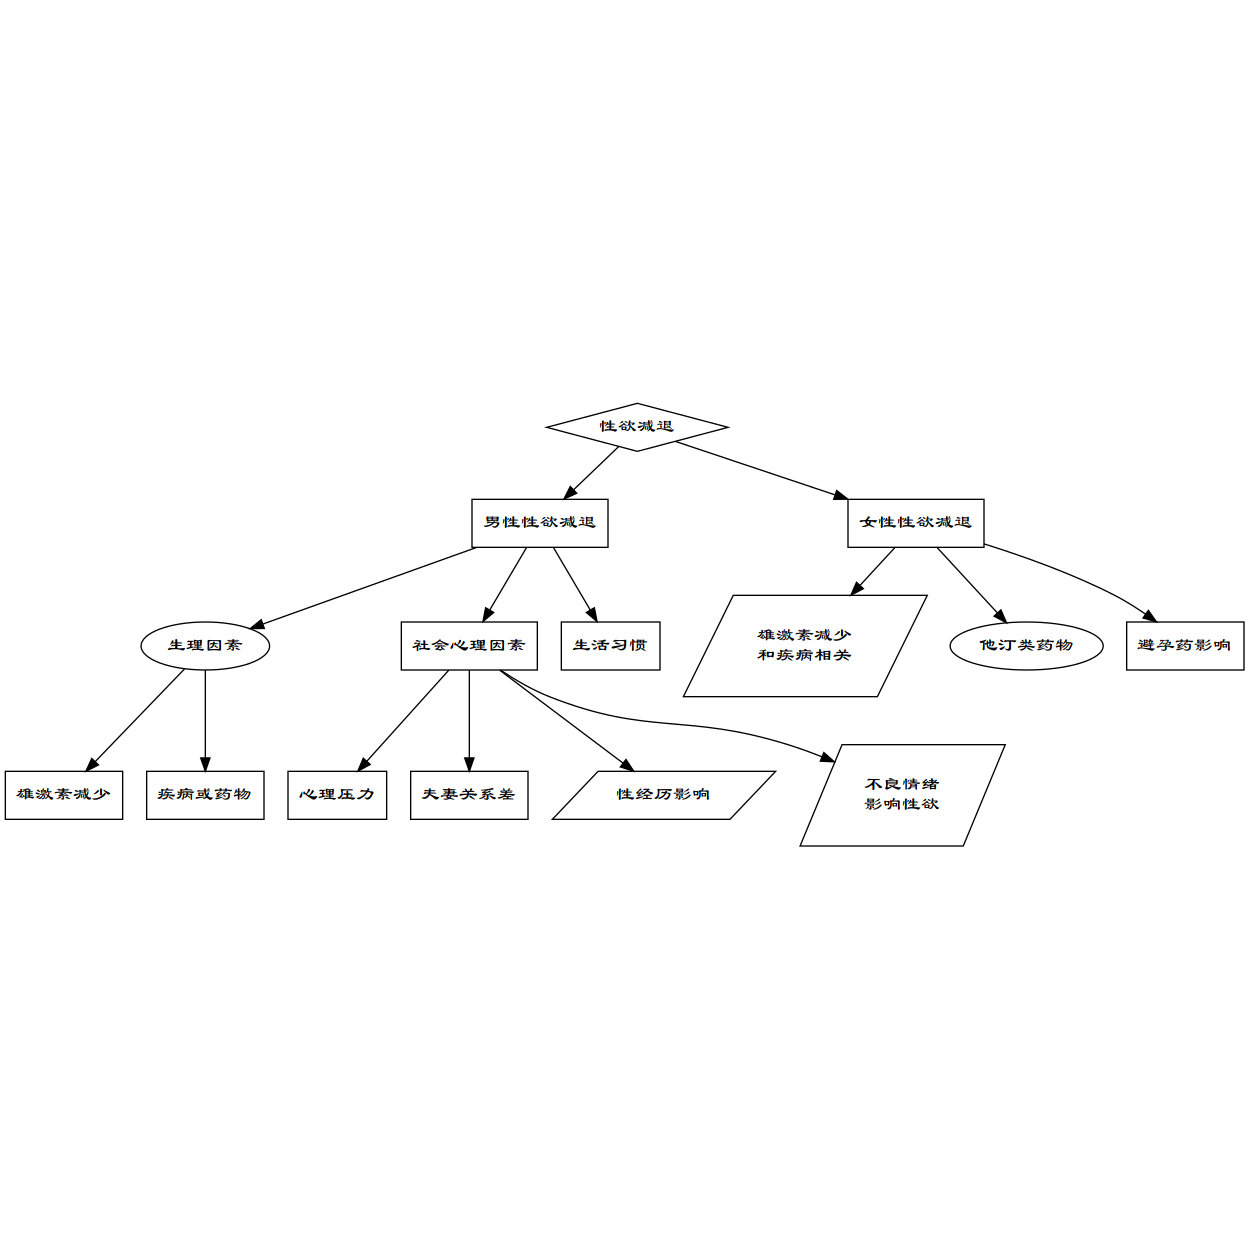 性欲减退
男性性欲减退
女性性欲减退
生理因素
社会心理因素
生活习惯
雄激素减少
和疾病相关
他汀类药物
避孕药影响
雄激素减少
疾病或药物
心理压力
夫妻关系差
性经历影响
不良情绪
影响性欲